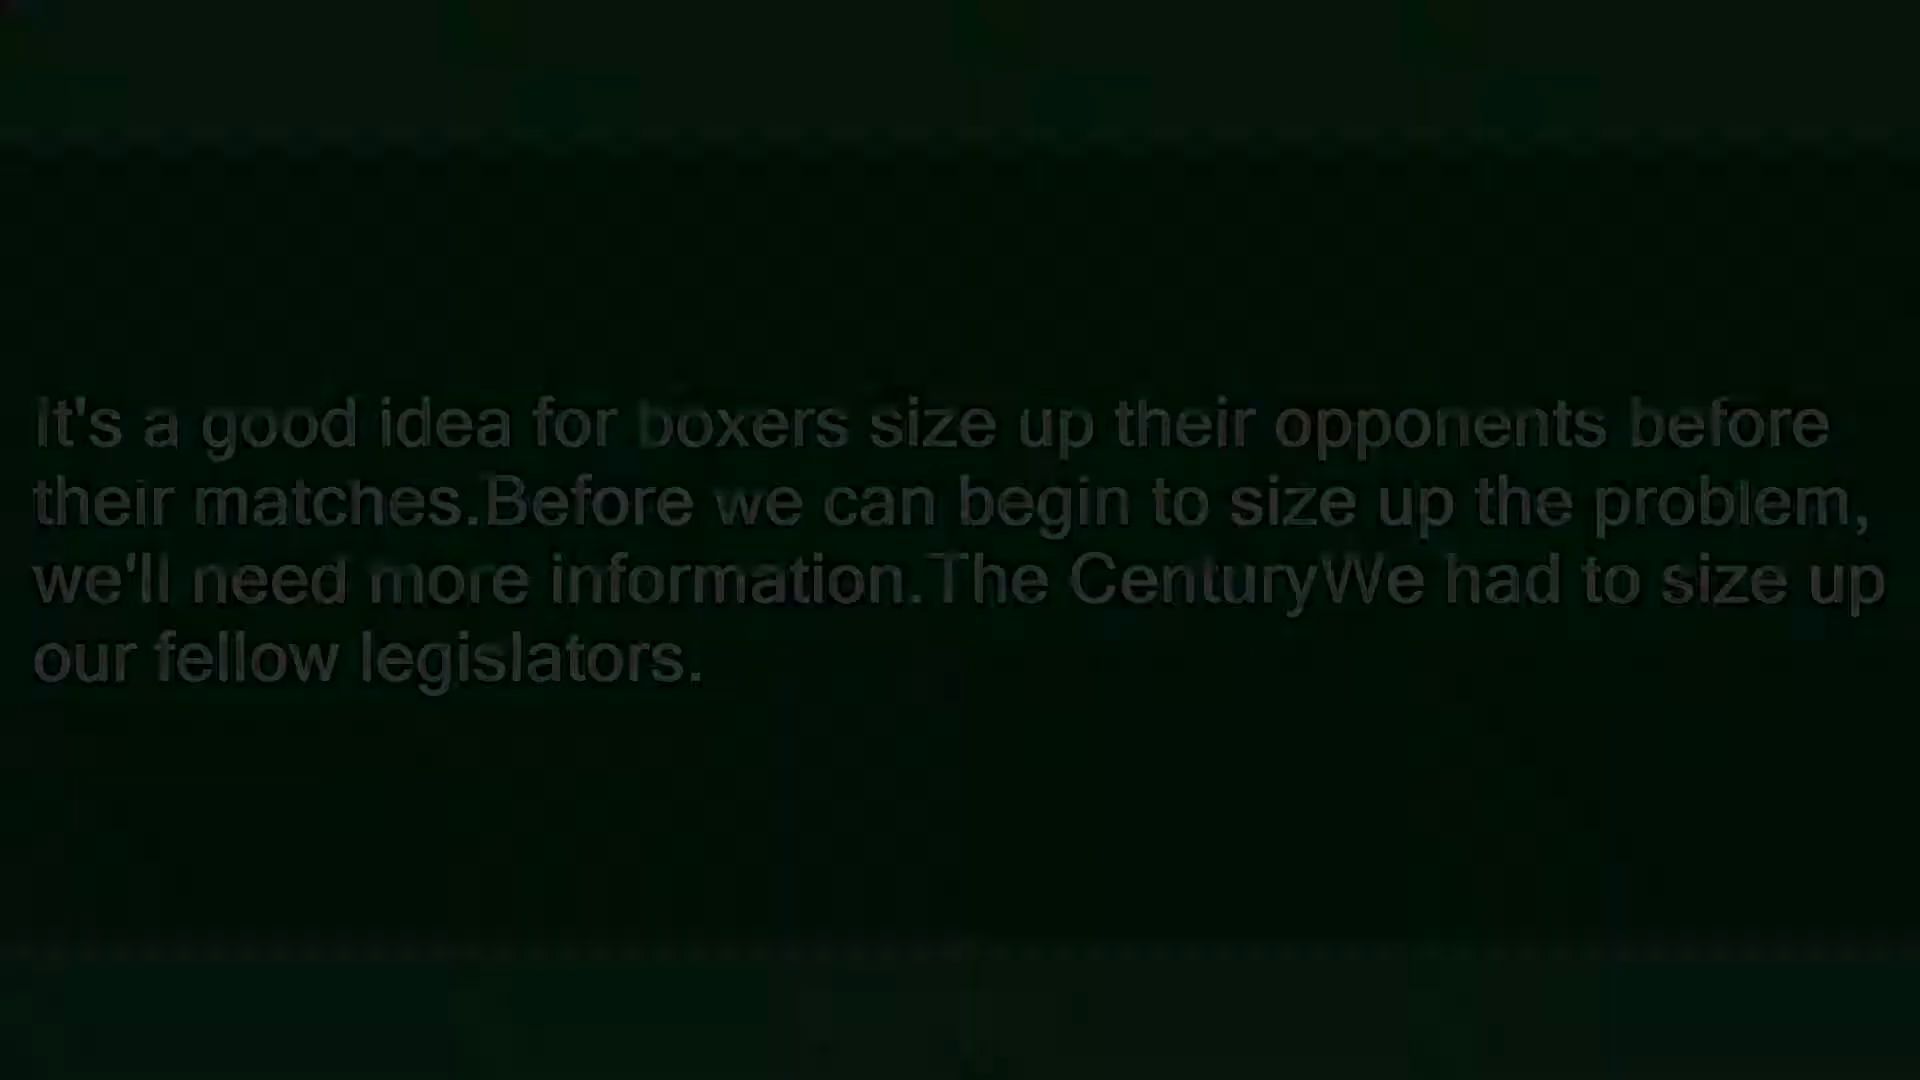 It's a good idea for boxers size up their opponents before
their matches.Before we can begin to size up the problem,
we'll need more information.The CenturyWe had to size up
our fellow legislators.